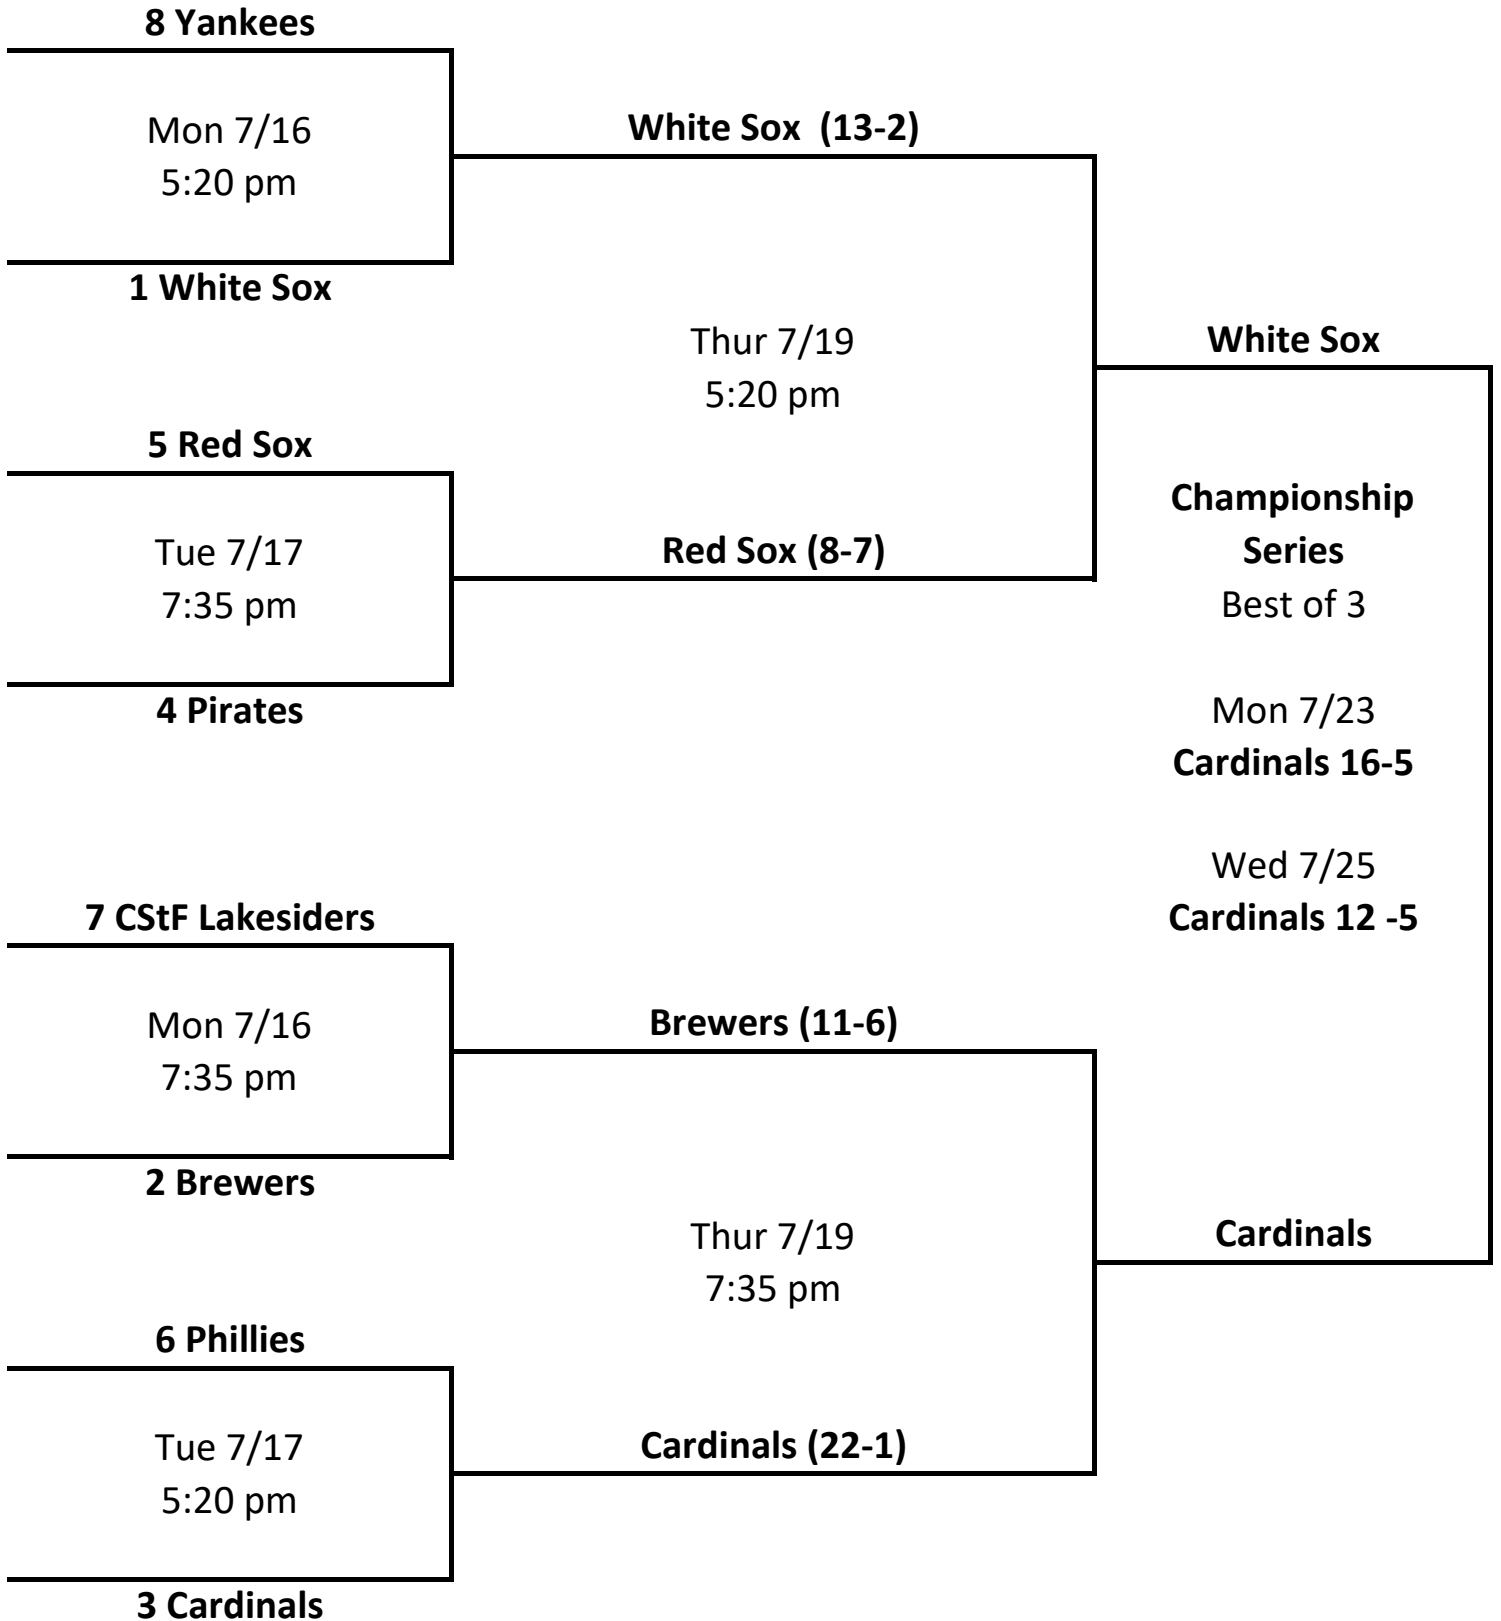 8 Yankees
Mon 7/16
5:20 pm
1 White Sox
White Sox  (13-2)
Thur 7/19
5:20 pm
5 Red Sox
Tue 7/17
7:35 pm
4 Pirates
Red Sox (8-7)
White Sox
Championship
Series
Best of 3
Mon 7/23
Cardinals 16-5
Wed 7/25
Cardinals 12 -5
7 CStF Lakesiders
Mon 7/16
7:35 pm
2 Brewers
Brewers (11-6)
Thur 7/19
7:35 pm
6 Phillies
Tue 7/17
5:20 pm
3 Cardinals
Cardinals (22-1)
Cardinals